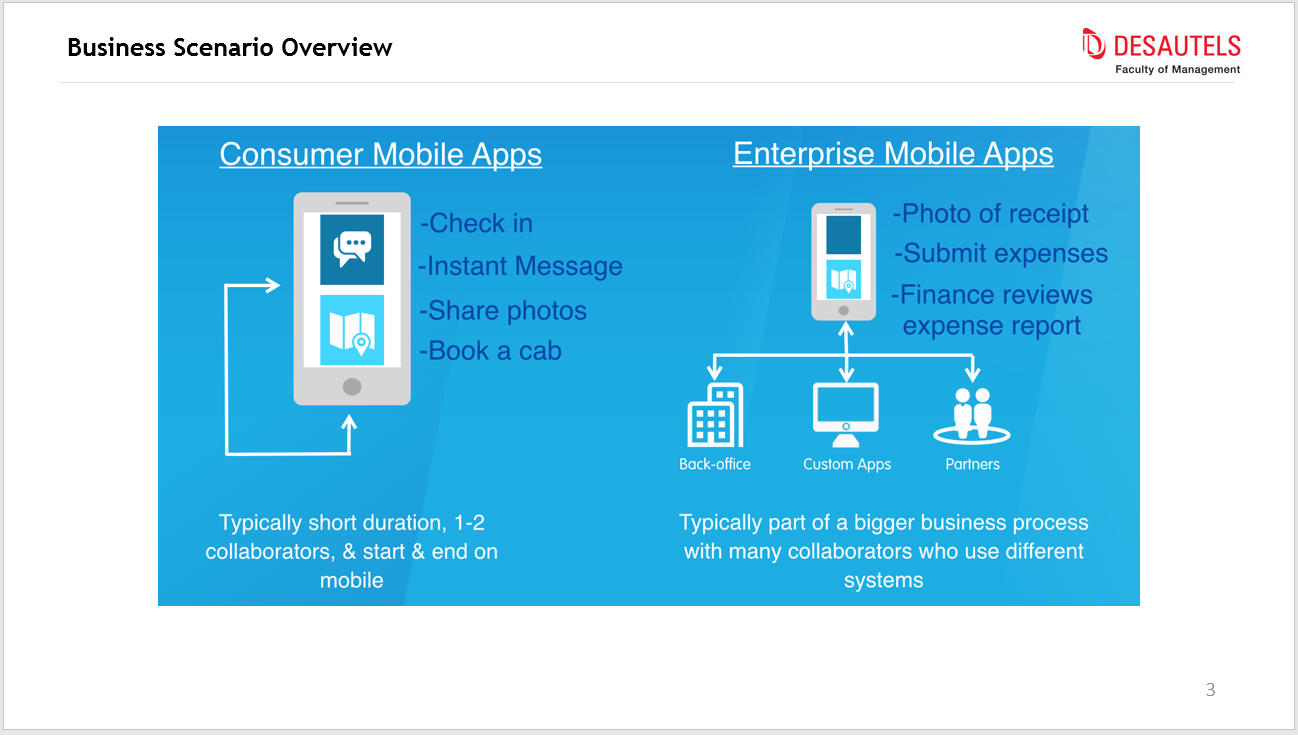 Business Scenario Overview
DESAUTELS
Faculty of Management
Consumer Mobile Apps
-Check in
-Instant Message
-Share photos
-Book a cab
Typically short duration, 1-2
collaborators, & start & end on
mobile
Enterprise Mobile Apps
-Photo of receipt
-Submit expenses
-Finance reviews
expense report
Back-office
Custom Apps
Partners
Typically part of a bigger business process
with many collaborators who use different
systems
3